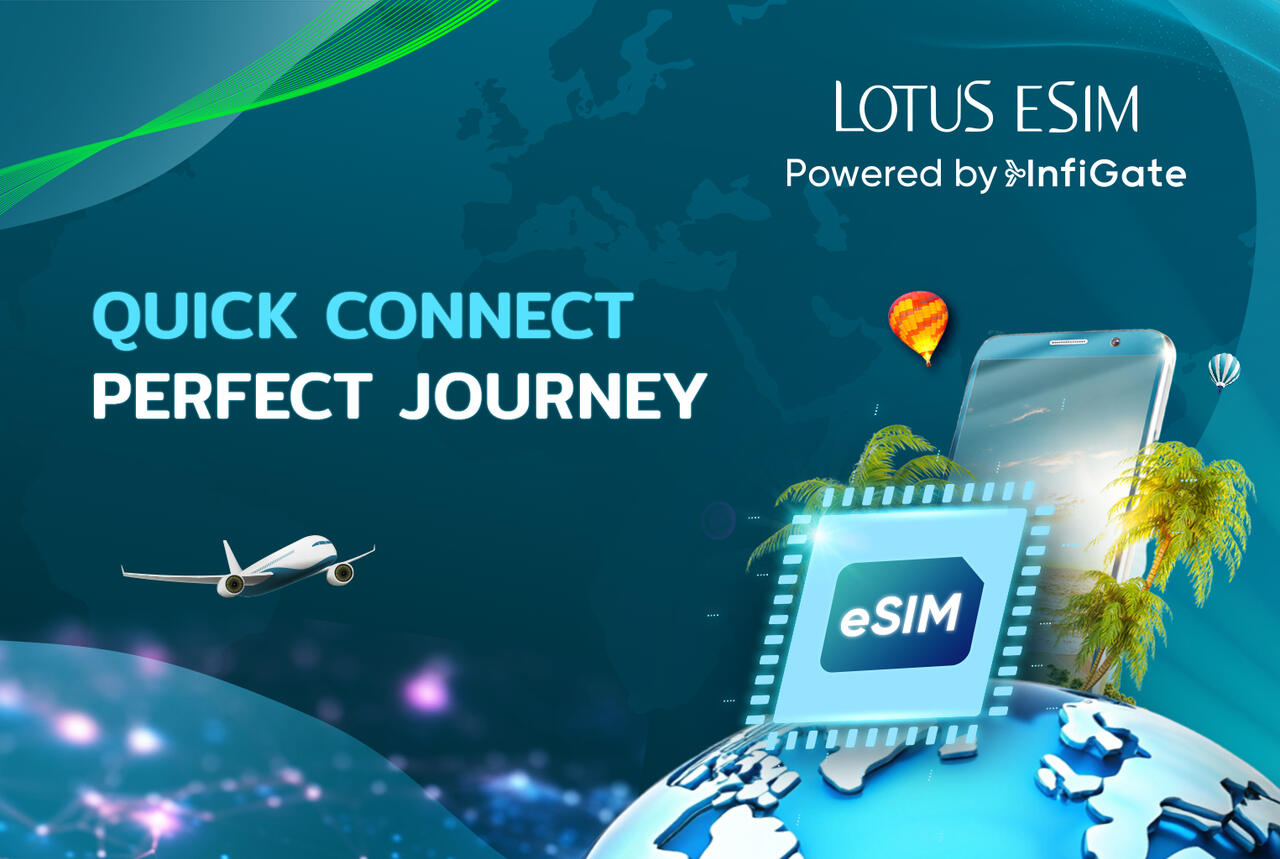 LOTUS ESIM
Powered by InfiGate
QUICK CONNECT
PERFECT JOURNEY
eSIM